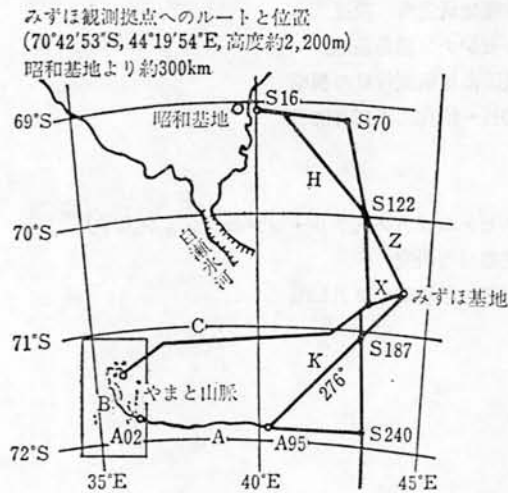 みずほ観測拠点へのルートと位置
(70°42′53″S, 44°19′54″E, 高度約2,200m)
昭和基地より約300km
S16
69°S
昭和基地
S70
H
S122
70°S
白瀬氷河
Z
X
みずほ基地
C
71°S
S187
K
276°
やまと山脈
B
A02
A
A95
S240
72°S
35°E
40°E
45°E